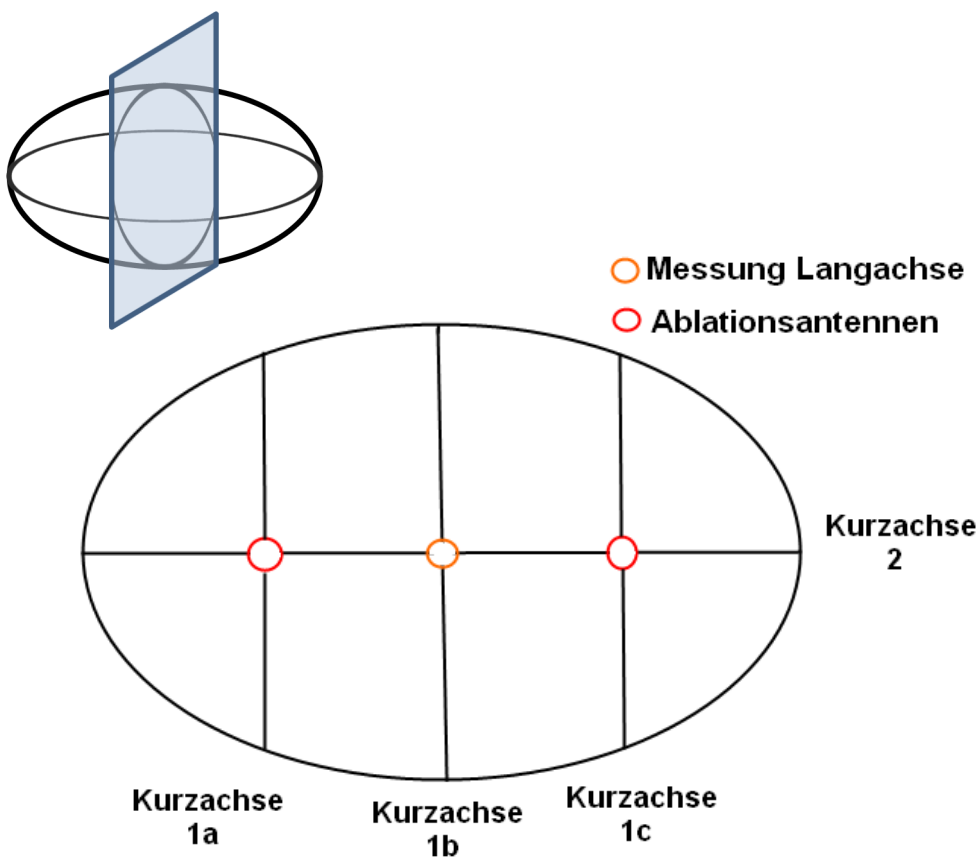 Messung Langachse
Ablationsantennen
Kurzachse
2
Kurzachse
1a
Kurzachse
1b
Kurzachse
1c